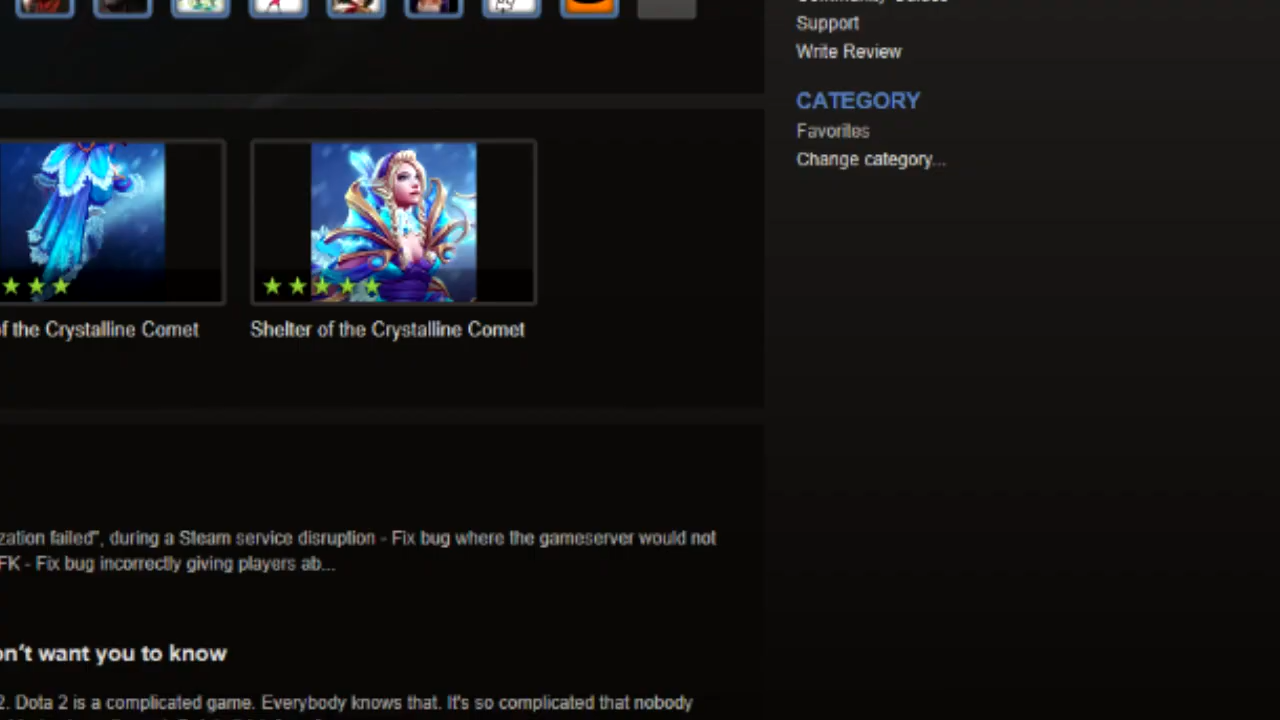 Support
Write Review
CATEGORY
Favorites
Change category...
of the Crystalline Comet
Shelter of the Crystalline Comet
zation failed", during a Steam service disruption - Fix bug where the gameserver would not
FK - Fix bug incorrectly giving players ab...
on't want you to know
2. Dota 2 is a complicated game. Everybody knows that. It's so complicated that nobody